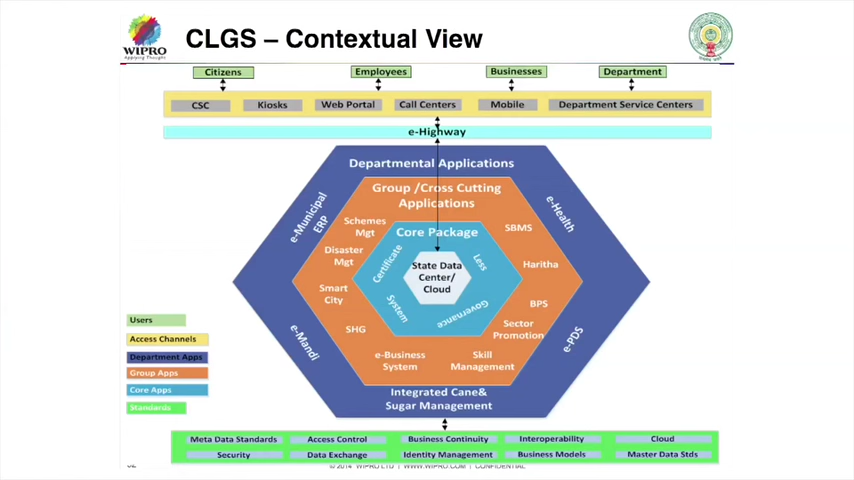 WIPRO
Applying Thought
CLGS – Contextual View
Citizens
Employees
Businesses
Department
CSC
Kiosks
Web Portal
Call Centers
Mobile
Department Service Centers
e-Highway
Departmental Applications
Group /Cross Cutting
Applications
e-Municipal
ERP
e-Health
Schemes
Mgt
SBMS
Core Package
Disaster
Mgt
Certificate
Less
Governance
System
State Data
Center/
Cloud
Haritha
Smart
City
BPS
SHG
Sector
Promotion
e-Mandi
e-PDS
e-Business
System
Skill
Management
Integrated Cane&
Sugar Management
Users
Access Channels
Department Apps
Group Apps
Core Apps
Standards
Meta Data Standards
Access Control
Business Continuity
Interoperability
Cloud
Security
Data Exchange
Identity Management
Business Models
Master Data Stds
© 2014 WIPRO LTD | WWW.WIPRO.COM | CONFIDENTIAL